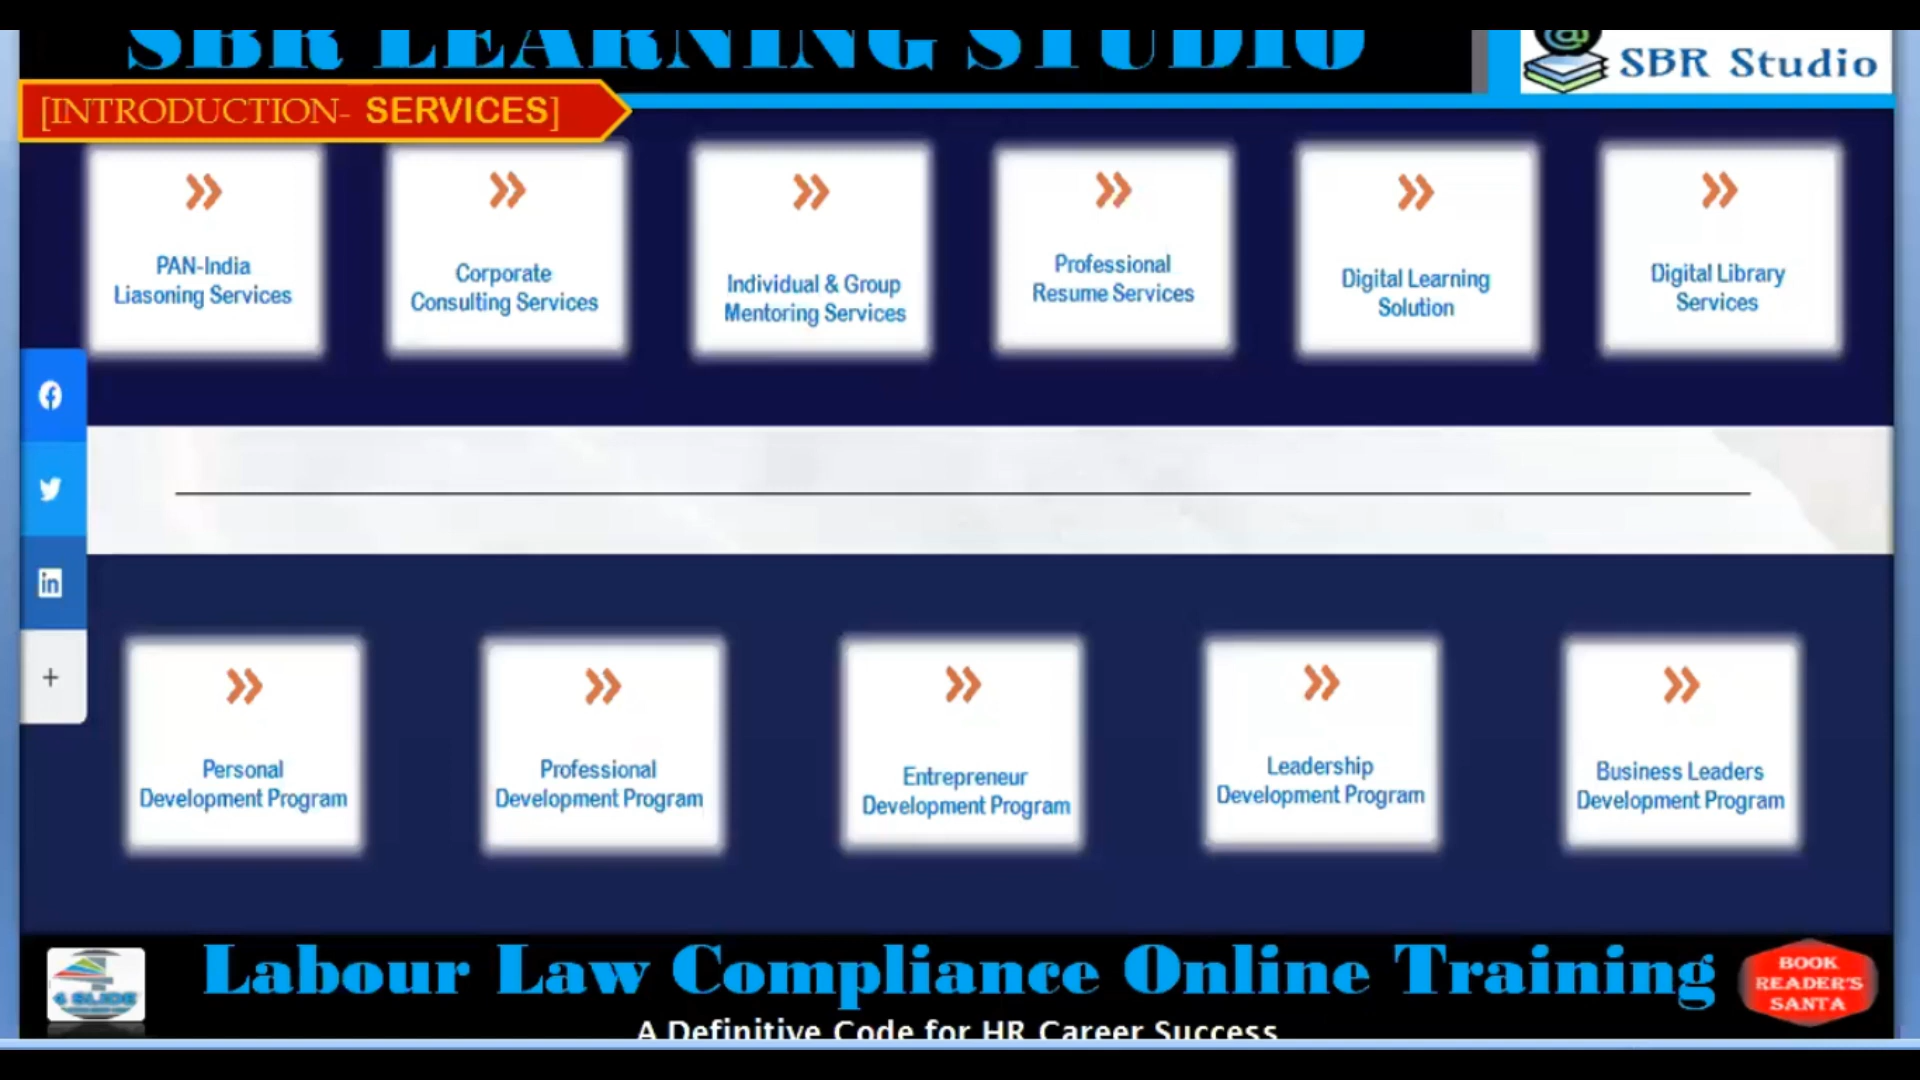 SBR LEARNING STUDIO
SBR Studio
[INTRODUCTION- SERVICES]
PAN-India
Liasoning Services
Corporate
Consulting Services
Individual & Group
Mentoring Services
Professional
Resume Services
Digital Learning
Solution
Digital Library
Services
in
+
Personal
Development Program
Professional
Development Program
Entrepreneur
Development Program
Leadership
Development Program
Business Leaders
Development Program
Labour Law Compliance Online Training
A Definitive Code for HR Career Success
BOOK
READER'S
SANTA